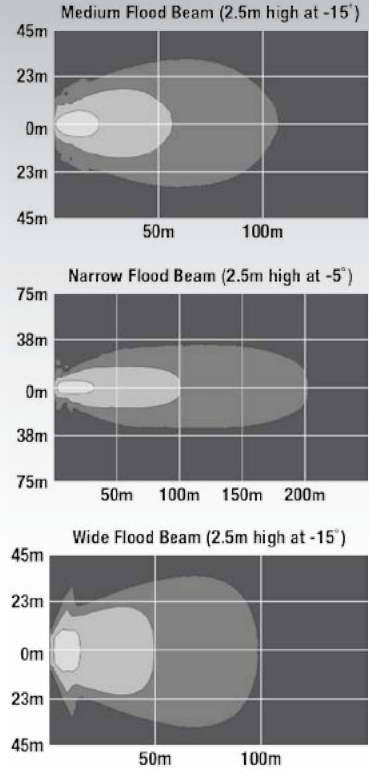 Medium Flood Beam (2.5m high at -15°)
45m
23m
0m
23m
45m
50m 100m
Narrow Flood Beam (2.5m high at -5°)
75m
38m
0m
38m
75m
50m 100m 150m 200m
Wide Flood Beam (2.5m high at -15°)
45m
23m
0m
23m
45m
50m 100m